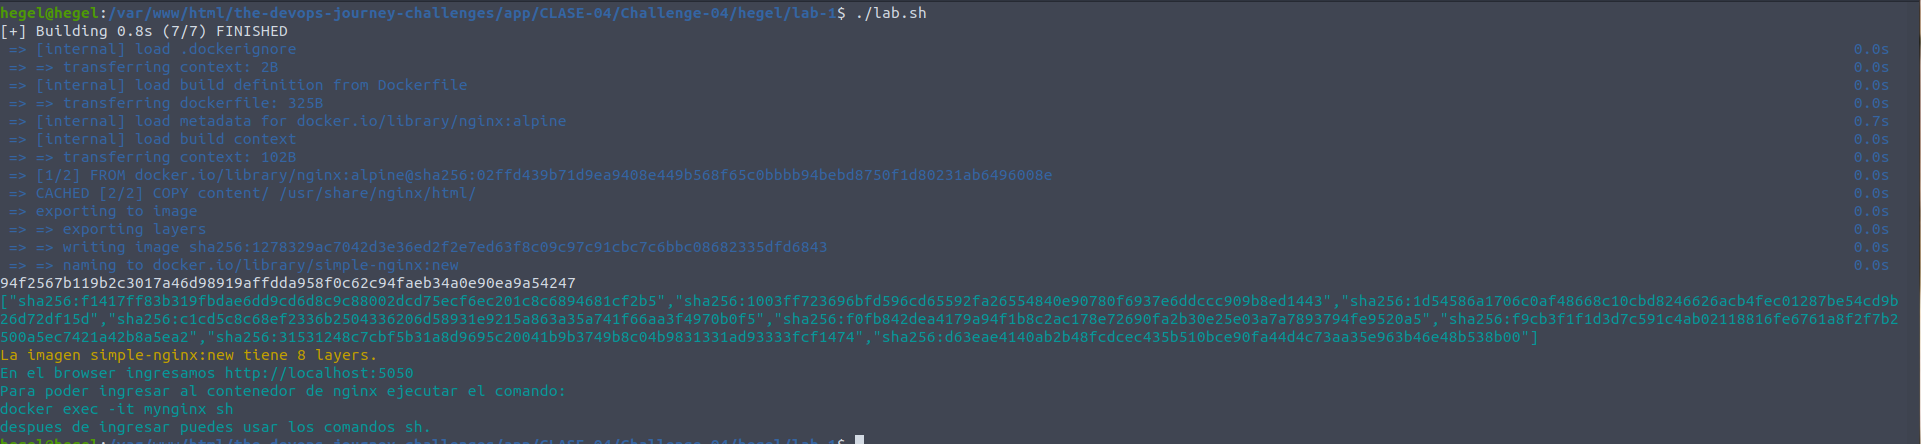 hegel@hegel:/var/www/html/the-devops-journey-challenges/app/CLASE-04/Challenge-04/hegel/lab-1$ ./lab.sh
[+] Building 0.8s (7/7) FINISHED
=> [internal] load .dockerignore 0.0s
=> => transferring context: 2B 0.0s
=> [internal] load build definition from Dockerfile 0.0s
=> => transferring dockerfile: 325B 0.0s
=> [internal] load metadata for docker.io/library/nginx:alpine 0.7s
=> [internal] load build context 0.0s
=> => transferring context: 102B 0.0s
=> [1/2] FROM docker.io/library/nginx:alpine@sha256:02ffd439b71d9ea9408e449b568f65c0bbbb94bebd8750f1d80231ab6496008e 0.0s
=> CACHED [2/2] COPY content/ /usr/share/nginx/html/ 0.0s
=> exporting to image 0.0s
=> => exporting layers 0.0s
=> => writing image sha256:1278329ac7042d3e36ed2f2e7ed63f8c09c97c91cbc7c6bbc08682335dfd6843 0.0s
=> => naming to docker.io/library/simple-nginx:new 0.0s
94f2567b119b2c3017a46d98919affdda958f0c62c94faeb34a0e90ea9a54247
["sha256:f1417ff83b319fbdae6dd9cd6d8c9c88002dcd75ecf6ec201c8c6894681cf2b5","sha256:1003ff723696bfd596cd65592fa26554840e90780f6937e6ddccc909b8ed1443","sha256:1d54586a1706c0af48668c10cbd8246626acb4fec01287be54cd9b
26d72df15d","sha256:c1cd5c8c68ef2336b2504336206d58931e9215a863a35a741f66aa3f4970b0f5","sha256:f0fb842dea4179a94f1b8c2ac178e72690fa2b30e25e03a7a7893794fe9520a5","sha256:f9cb3f1f1d3d7c591c4ab02118816fe6761a8f2f7b2
500a5ec7421a42b8a5ea2","sha256:31531248c7cbf5b31a8d9695c20041b9b3749b8c04b9831331ad93333fcf1474","sha256:d63eae4140ab2b48fcdcec435b510bce90fa44d4c73aa35e963b46e48b538b00"]
La imagen simple-nginx:new tiene 8 layers.
En el browser ingresamos http://localhost:5050
Para poder ingresar al contenedor de nginx ejecutar el comando:
docker exec -it mynginx sh
despues de ingresar puedes usar los comandos sh.
hegel@hegel:/var/www/html/the-devops-journey-challenges/app/CLASE-04/Challenge-04/hegel/lab-1$